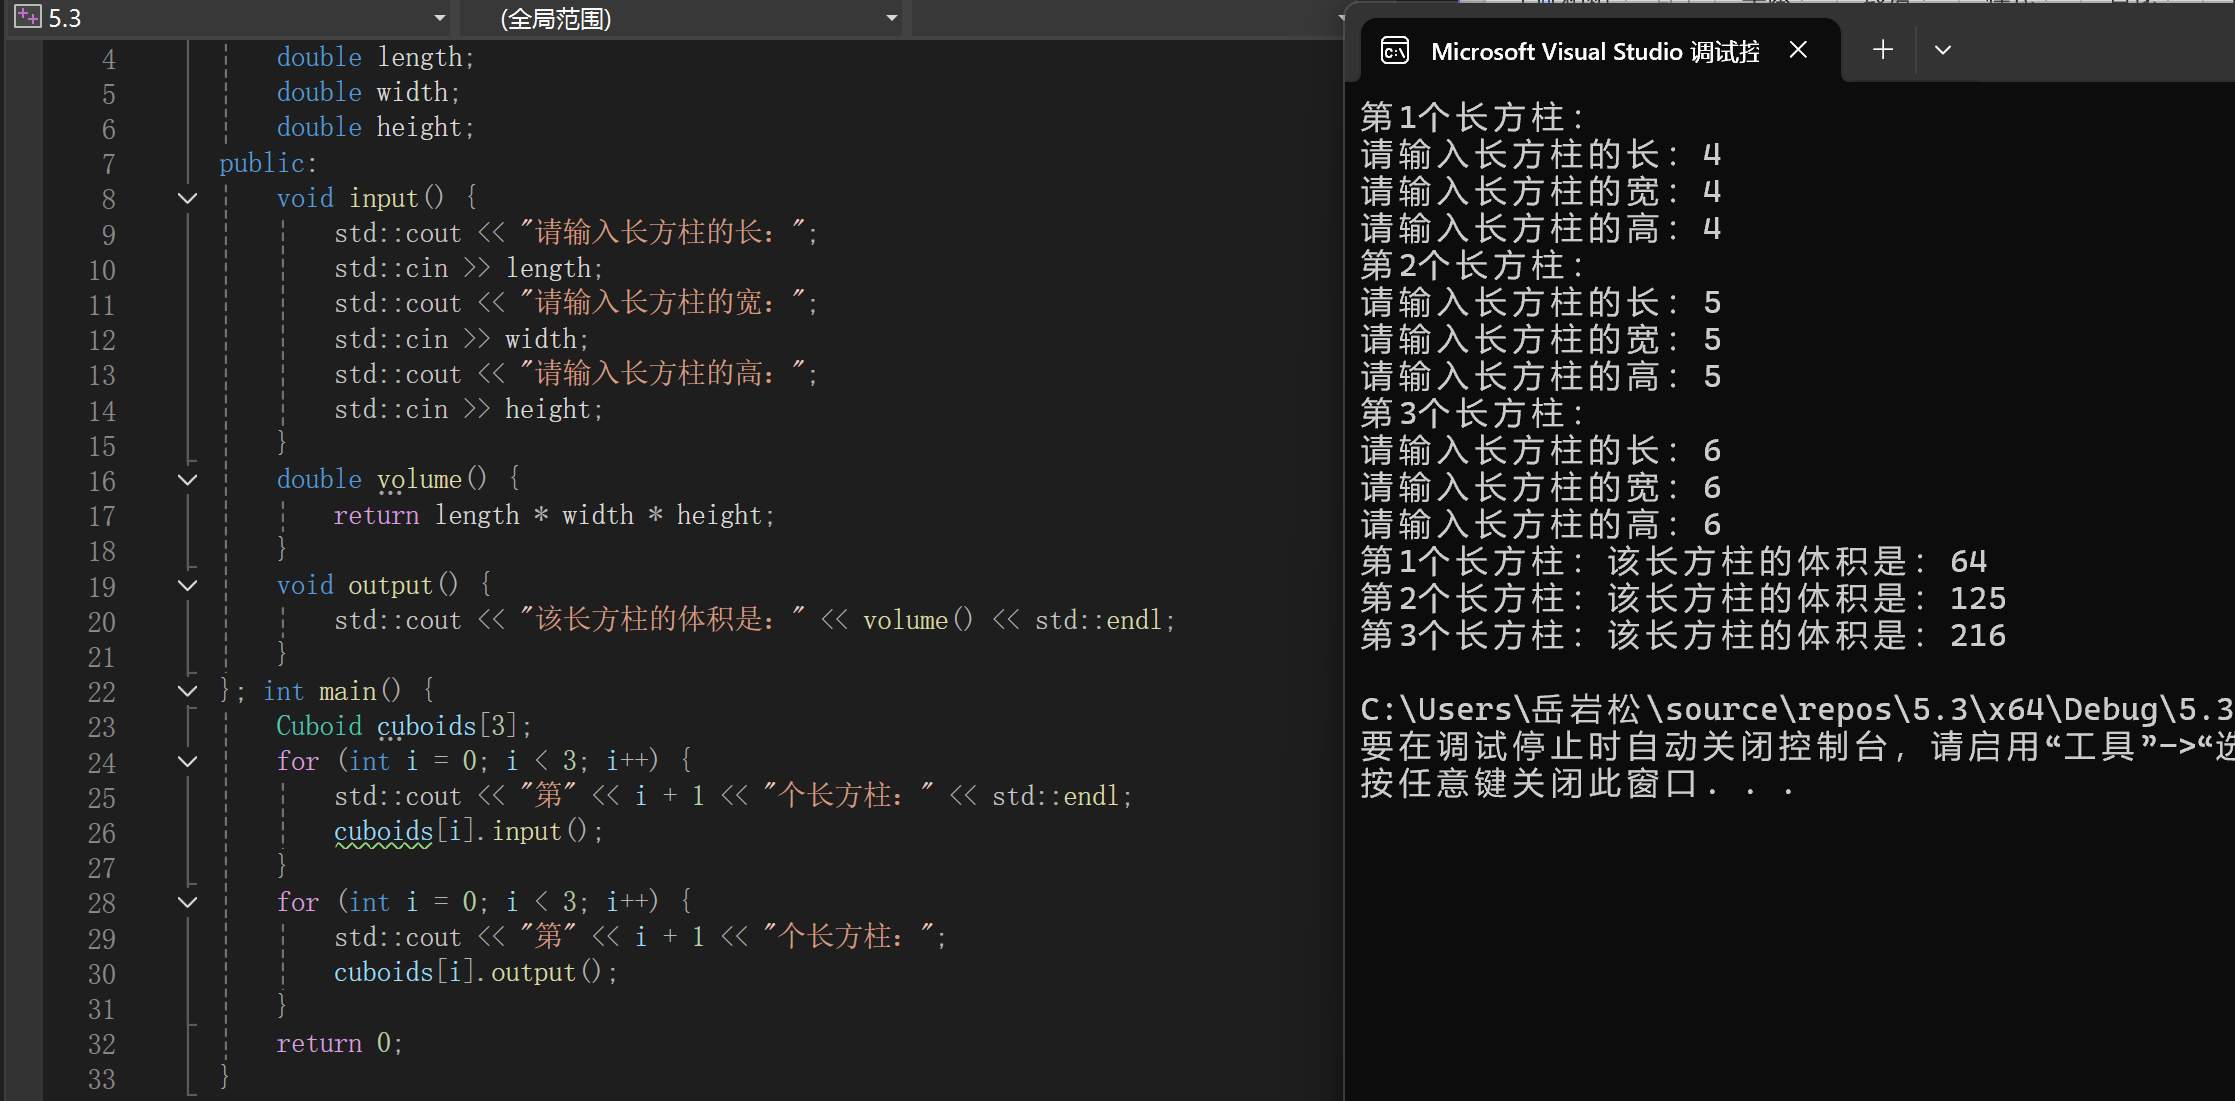 5.3
(全局范围)
4 double length;
5 double width;
6 double height;
7 public:
8 void input() {
9 std::cout << "请输入长方柱的长：";
10 std::cin >> length;
11 std::cout << "请输入长方柱的宽：";
12 std::cin >> width;
13 std::cout << "请输入长方柱的高：";
14 std::cin >> height;
15 }
16 double volume() {
17 return length * width * height;
18 }
19 void output() {
20 std::cout << "该长方柱的体积是：" << volume() << std::endl;
21 }
22 }; int main() {
23 Cuboid cuboids[3];
24 for (int i = 0; i < 3; i++) {
25 std::cout << "第" << i + 1 << "个长方柱：" << std::endl;
26 cuboids[i].input();
27 }
28 for (int i = 0; i < 3; i++) {
29 std::cout << "第" << i + 1 << "个长方柱：";
30 cuboids[i].output();
31 }
32 return 0;
33 }
Microsoft Visual Studio 调试控
第1个长方柱：
请输入长方柱的长：4
请输入长方柱的宽：4
请输入长方柱的高：4
第2个长方柱：
请输入长方柱的长：5
请输入长方柱的宽：5
请输入长方柱的高：5
第3个长方柱：
请输入长方柱的长：6
请输入长方柱的宽：6
请输入长方柱的高：6
第1个长方柱：该长方柱的体积是：64
第2个长方柱：该长方柱的体积是：125
第3个长方柱：该长方柱的体积是：216
C:\Users\岳岩松\source\repos\5.3\x64\Debug\5.3
要在调试停止时自动关闭控制台，请启用“工具”->“选
按任意键关闭此窗口. . .